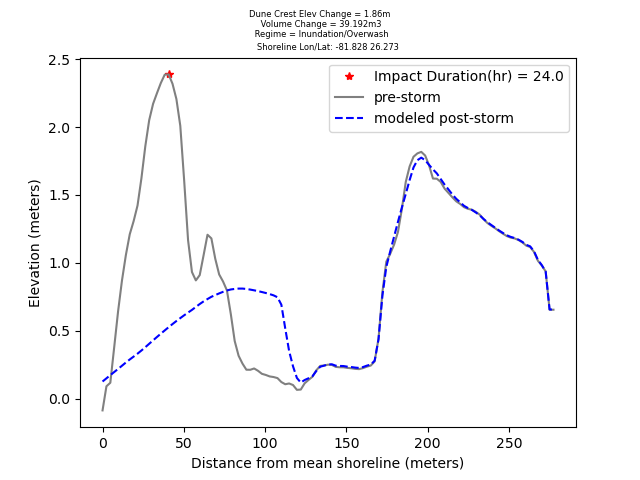 Dune Crest Elev Change = 1.86m
Volume Change = 39.192m3
Regime = Inundation/Overwash
Shoreline Lon/Lat: -81.828 26.273
Impact Duration(hr) = 24.0
pre-storm
modeled post-storm
2.5
2.0
1.5
1.0
0.5
0.0
Elevation (meters)
0 50 100 150 200 250
Distance from mean shoreline (meters)